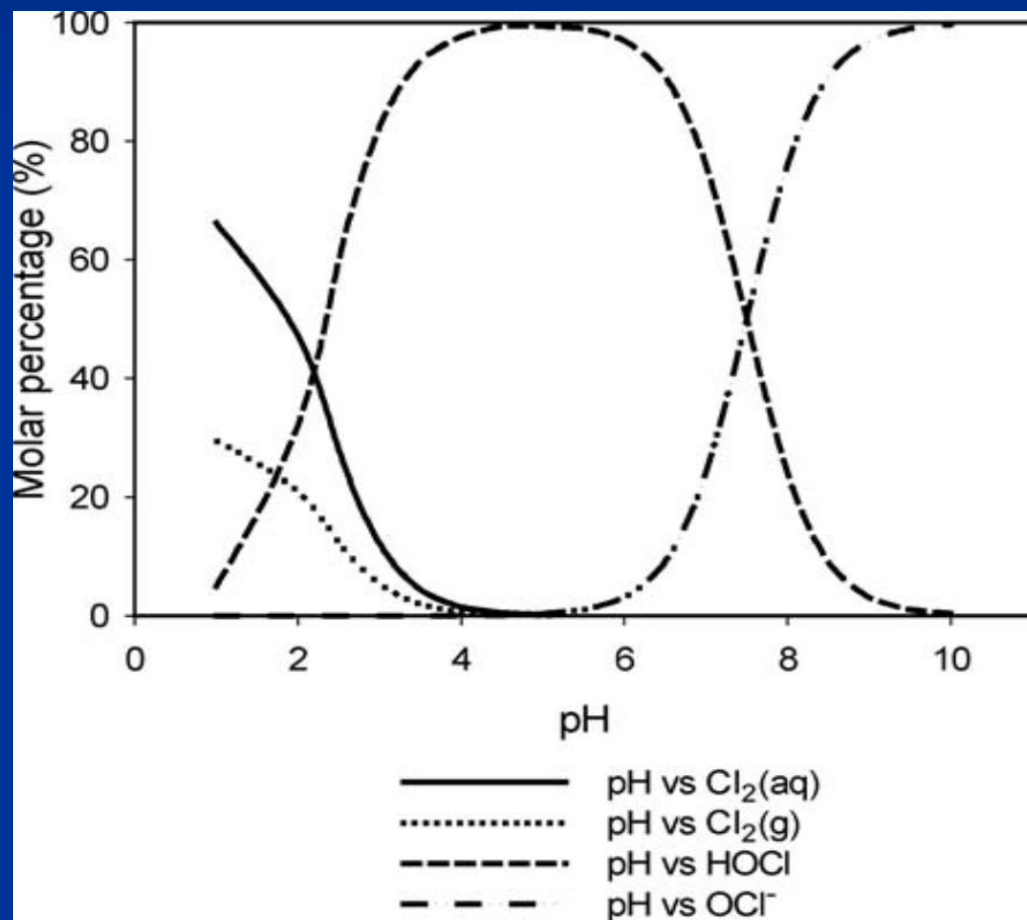 100
80
60
40
20
0
Molar percentage (%)
0 2 4 6 8 10
pH
pH vs Cl₂(aq)
pH vs Cl₂(g)
pH vs HOCl
pH vs OCl⁻